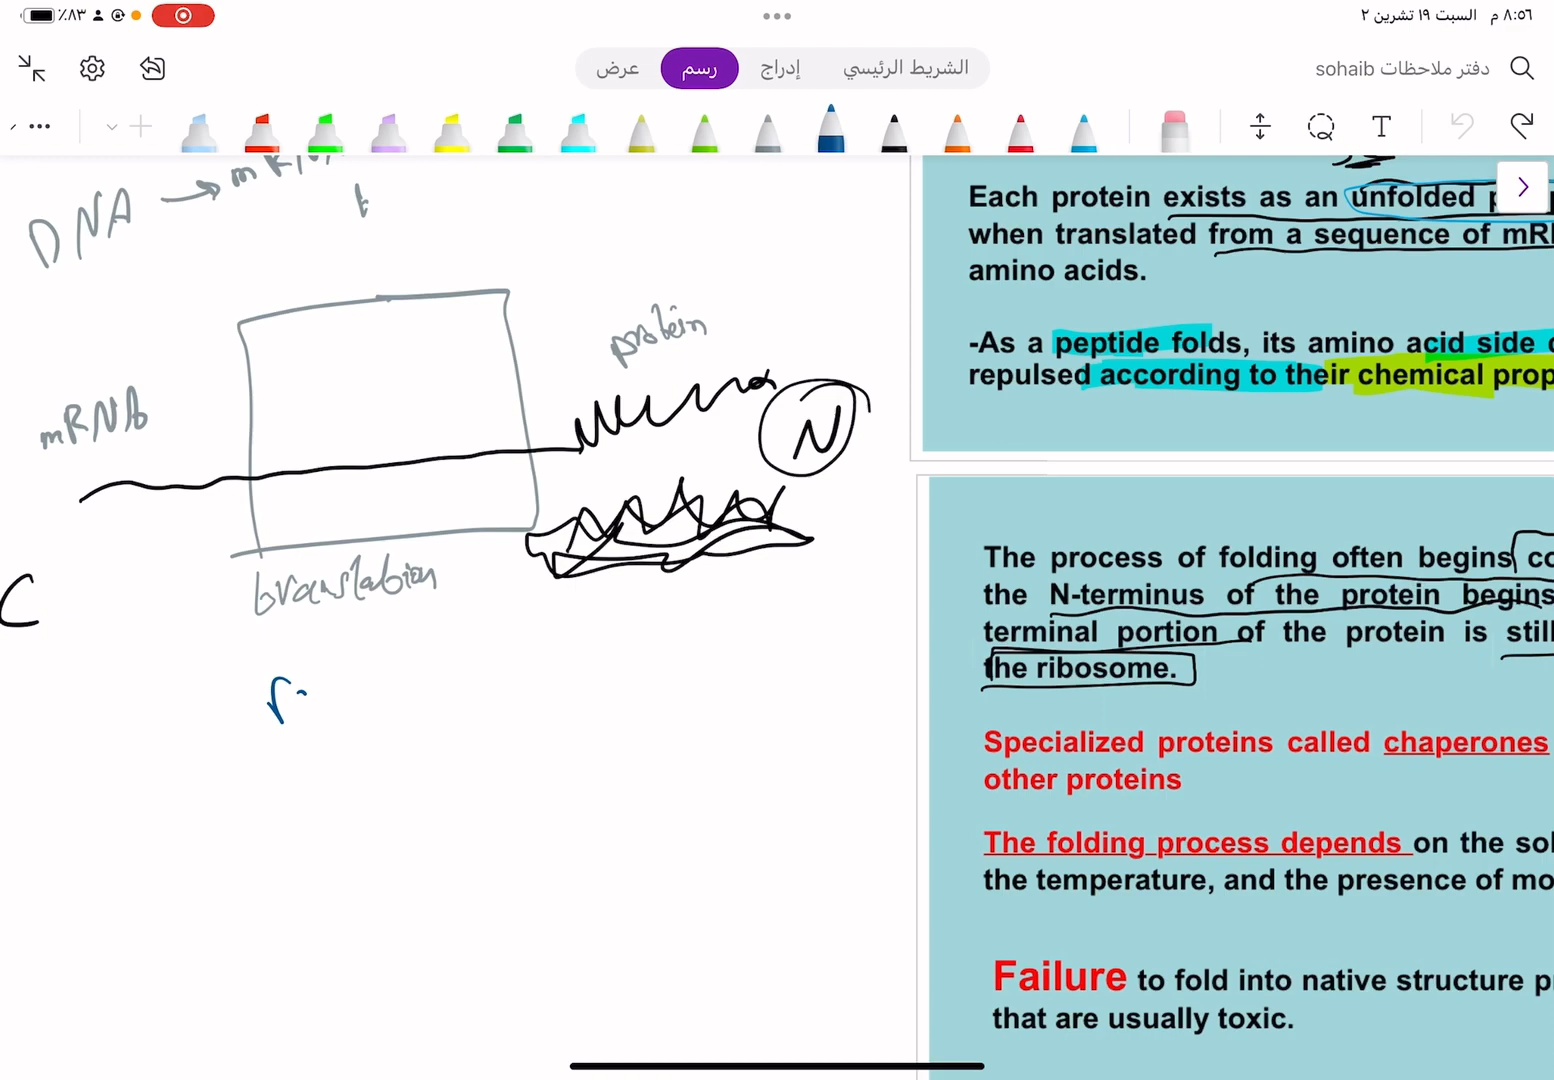 ٨:٥٦ م السبت ١٩ تشرين ٢
٪٨٣
دفتر ملاحظات sohaib
الشريط الرئيسي
إدراج
رسم
عرض
T
DNA → mRNA
t
mRNA
protein
N
translation
C
Each protein exists as an unfolded p
when translated from a sequence of mR
amino acids.
-As a peptide folds, its amino acid side c
repulsed according to their chemical prop
The process of folding often begins co
the N-terminus of the protein begins
terminal portion of the protein is still
the ribosome.
Specialized proteins called chaperones
other proteins
The folding process depends on the sol
the temperature, and the presence of mo
Failure to fold into native structure p
that are usually toxic.